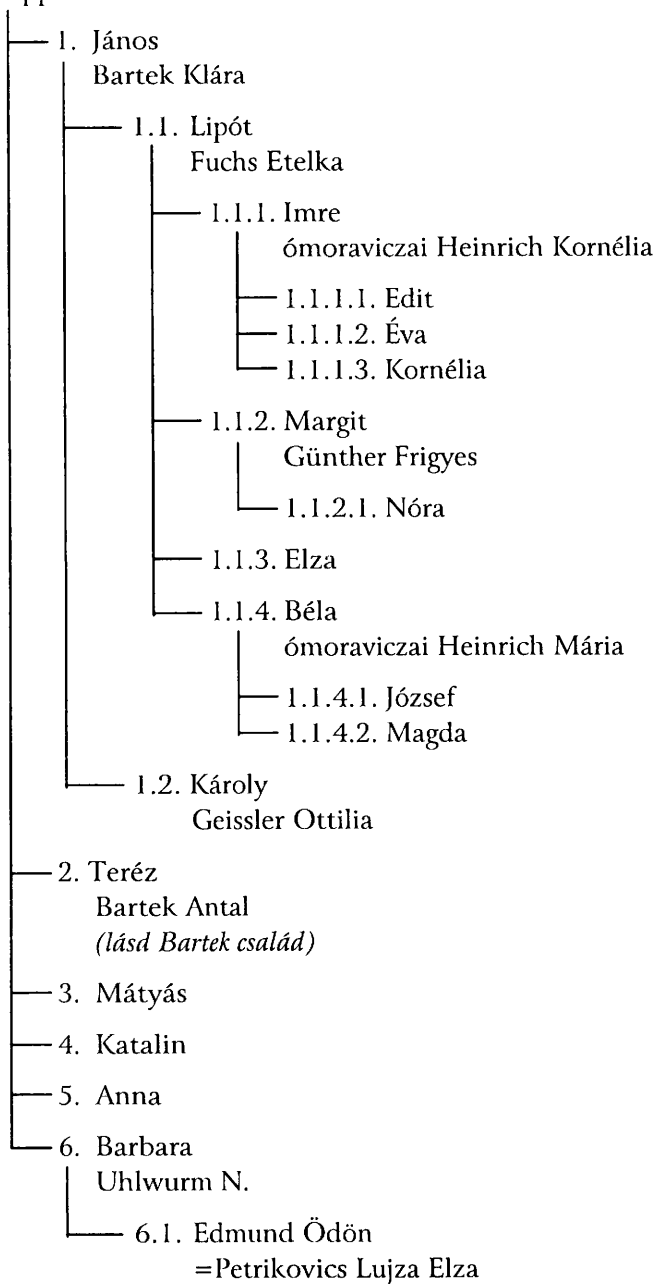 1. János
Bartek Klára
1.1. Lipót
Fuchs Etelka
1.1.1. Imre
ómoraviczai Heinrich Kornélia
1.1.1.1. Edit
1.1.1.2. Éva
1.1.1.3. Kornélia
1.1.2. Margit
Günther Frigyes
1.1.2.1. Nóra
1.1.3. Elza
1.1.4. Béla
ómoraviczai Heinrich Mária
1.1.4.1. József
1.1.4.2. Magda
1.2. Károly
Geissler Ottilia
2. Teréz
Bartek Antal
(lásd Bartek család)
3. Mátyás
4. Katalin
5. Anna
6. Barbara
Uhlwurm N.
6.1. Edmund Ödön
=Petrikovics Lujza Elza